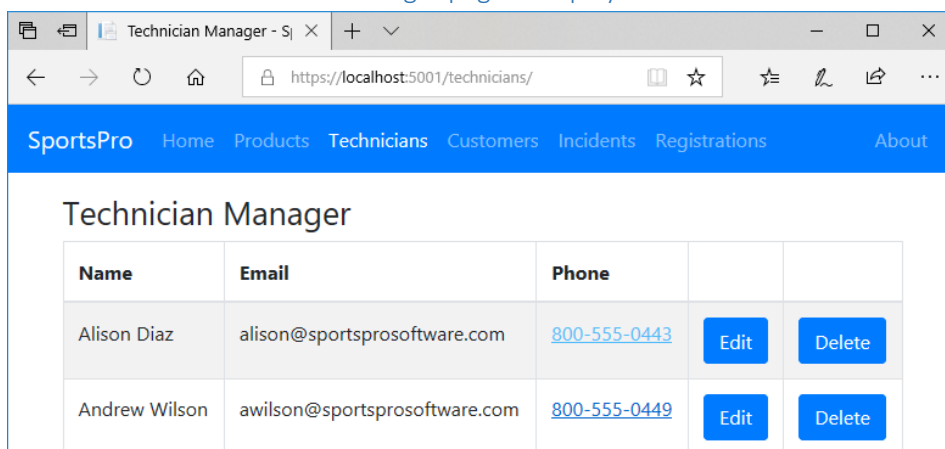 Technician Manager - S
https://localhost:5001/technicians/
SportsPro Home Products Technicians Customers Incidents Registrations About
Technician Manager
Name Email Phone
Alison Diaz alison@sportsprosoftware.com 800-555-0443 Edit Delete
Andrew Wilson awilson@sportsprosoftware.com 800-555-0449 Edit Delete